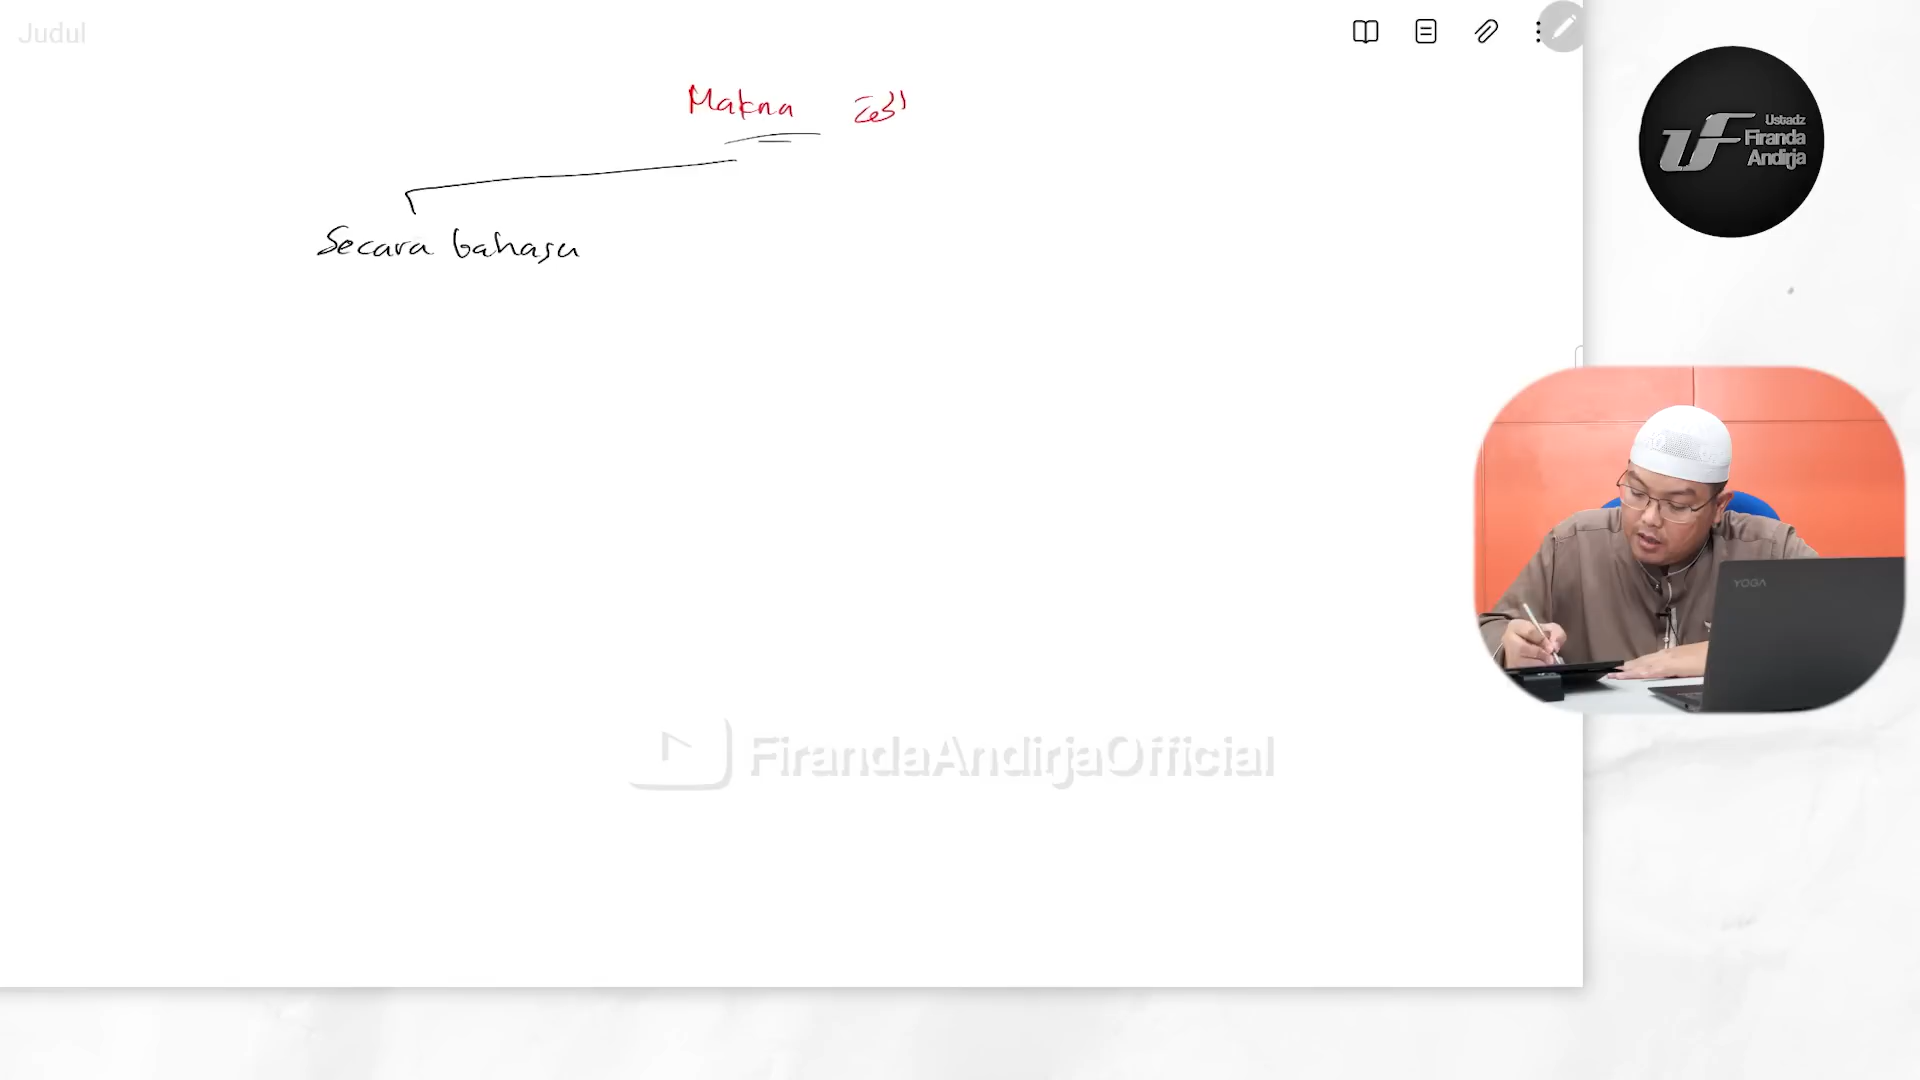 Judul
Makna
Secara bahasa
Ustadz
Firanda
Andirja
YOGA
FirandaAndirjaOfficial